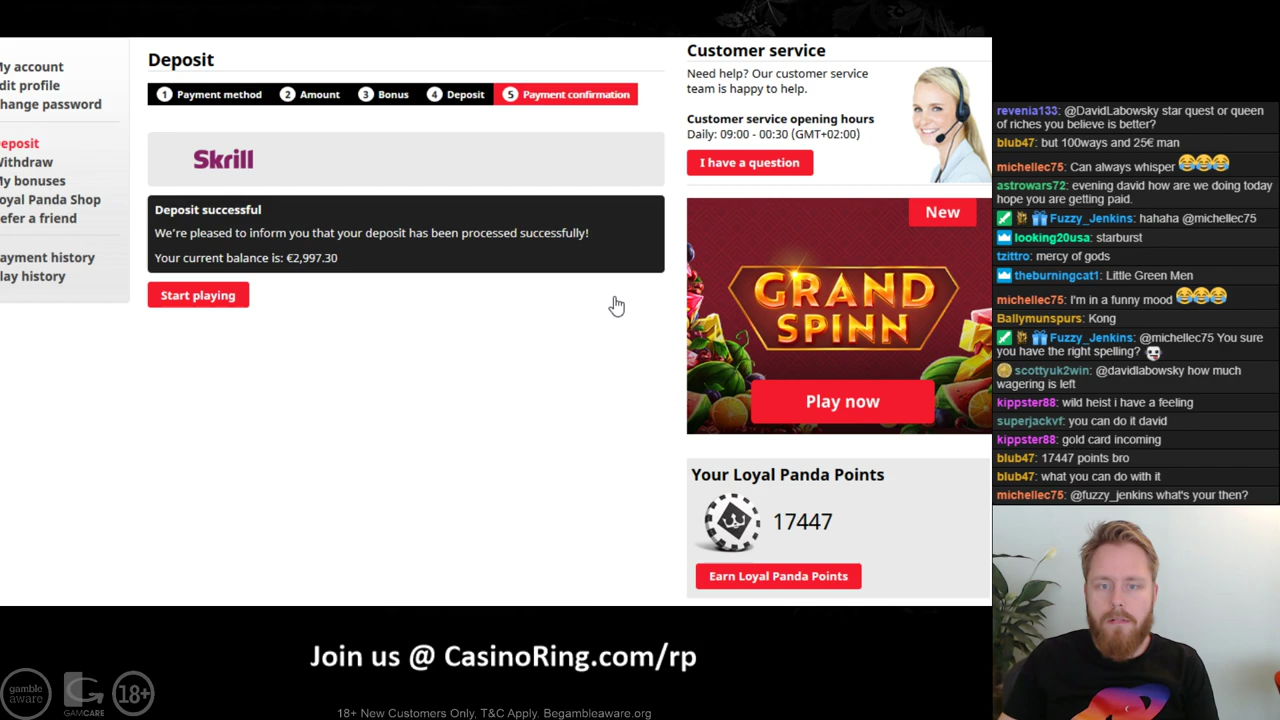 My account
dit profile
hange password
eposit
Withdraw
My bonuses
oyal Panda Shop
efer a friend
ayment history
lay history
Deposit
1 Payment method 2 Amount 3 Bonus 4 Deposit 5 Payment confirmation
Skrill
Deposit successful
We're pleased to inform you that your deposit has been processed successfully!
Your current balance is: €2,997.30
Start playing
Customer service
Need help? Our customer service
team is happy to help.
Customer service opening hours
Daily: 09:00 - 00:30 (GMT+02:00)
I have a question
New
GRAND
SPINN
Play now
Your Loyal Panda Points
17447
Earn Loyal Panda Points
revenia133: @DavidLabowsky star quest or queen
of riches you believe is better?
blub47: but 100ways and 25€ man
michellec75: Can always whisper 😂😂😂
astrowars72: evening david how are we doing today
hope you are getting paid.
Fuzzy_Jenkins: hahaha @michellec75
looking20usa: starburst
tzittro: mercy of gods
theburningcat1: Little Green Men
michellec75: I'm in a funny mood 😂😂😂
Ballymunspurs: Kong
Fuzzy_Jenkins: @michellec75 You sure
you have the right spelling?
scottyuk2win: @davidlabowsky how much
wagering is left
kippster88: wild heist i have a feeling
superjackvf: you can do it david
kippster88: gold card incoming
blub47: 17447 points bro
blub47: what you can do with it
michellec75: @fuzzy_jenkins what's your then?
Join us @ CasinoRing.com/rp
gamble
aware
GAMCARE
18+
18+ New Customers Only, T&C Apply. Begambleaware.org